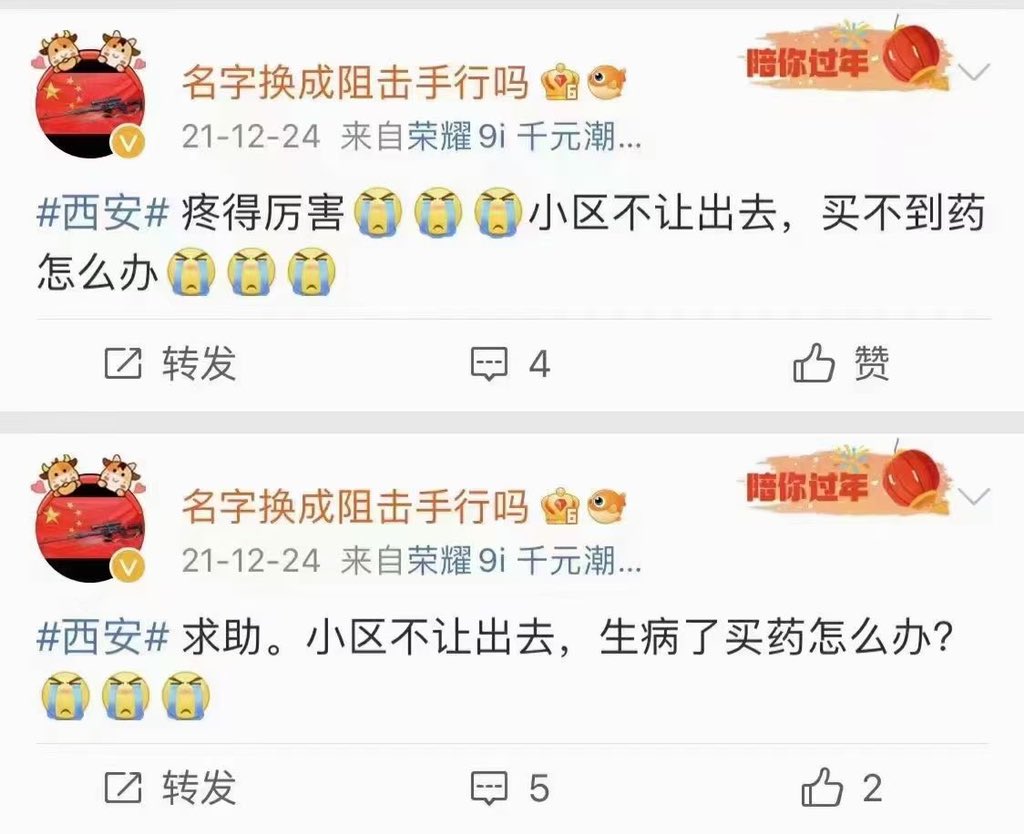 名字换成阻击手行吗
陪你过年
21-12-24 来自荣耀9i 千元潮...
#西安# 疼得厉害小区不让出去，买不到药
怎么办
转发 4 赞
名字换成阻击手行吗
陪你过年
21-12-24 来自荣耀9i 千元潮...
#西安# 求助。小区不让出去，生病了买药怎么办？
转发 5 2